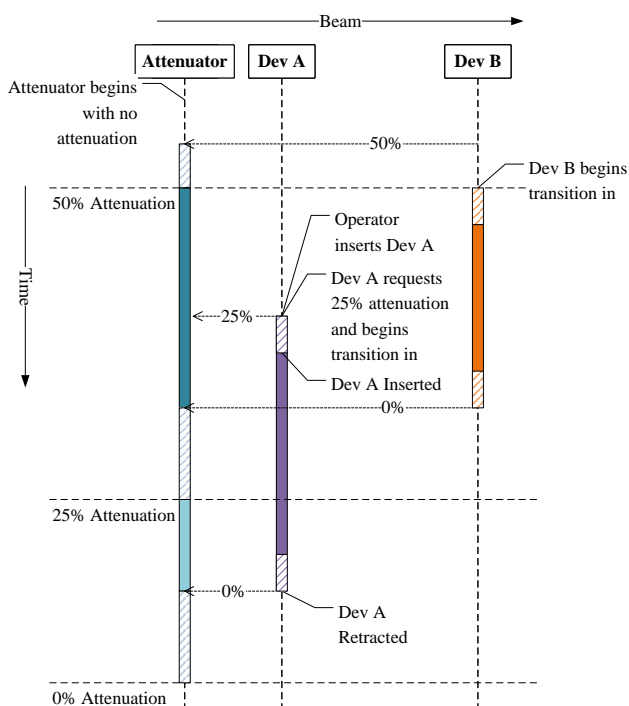 Beam
Attenuator
Dev A
Dev B
Attenuator begins
with no
attenuation
50%
Dev B begins
transition in
50% Attenuation
Operator
inserts Dev A
Time
Dev A requests
25% attenuation
and begins
transition in
25%
Dev A Inserted
0%
25% Attenuation
0%
Dev A
Retracted
0% Attenuation